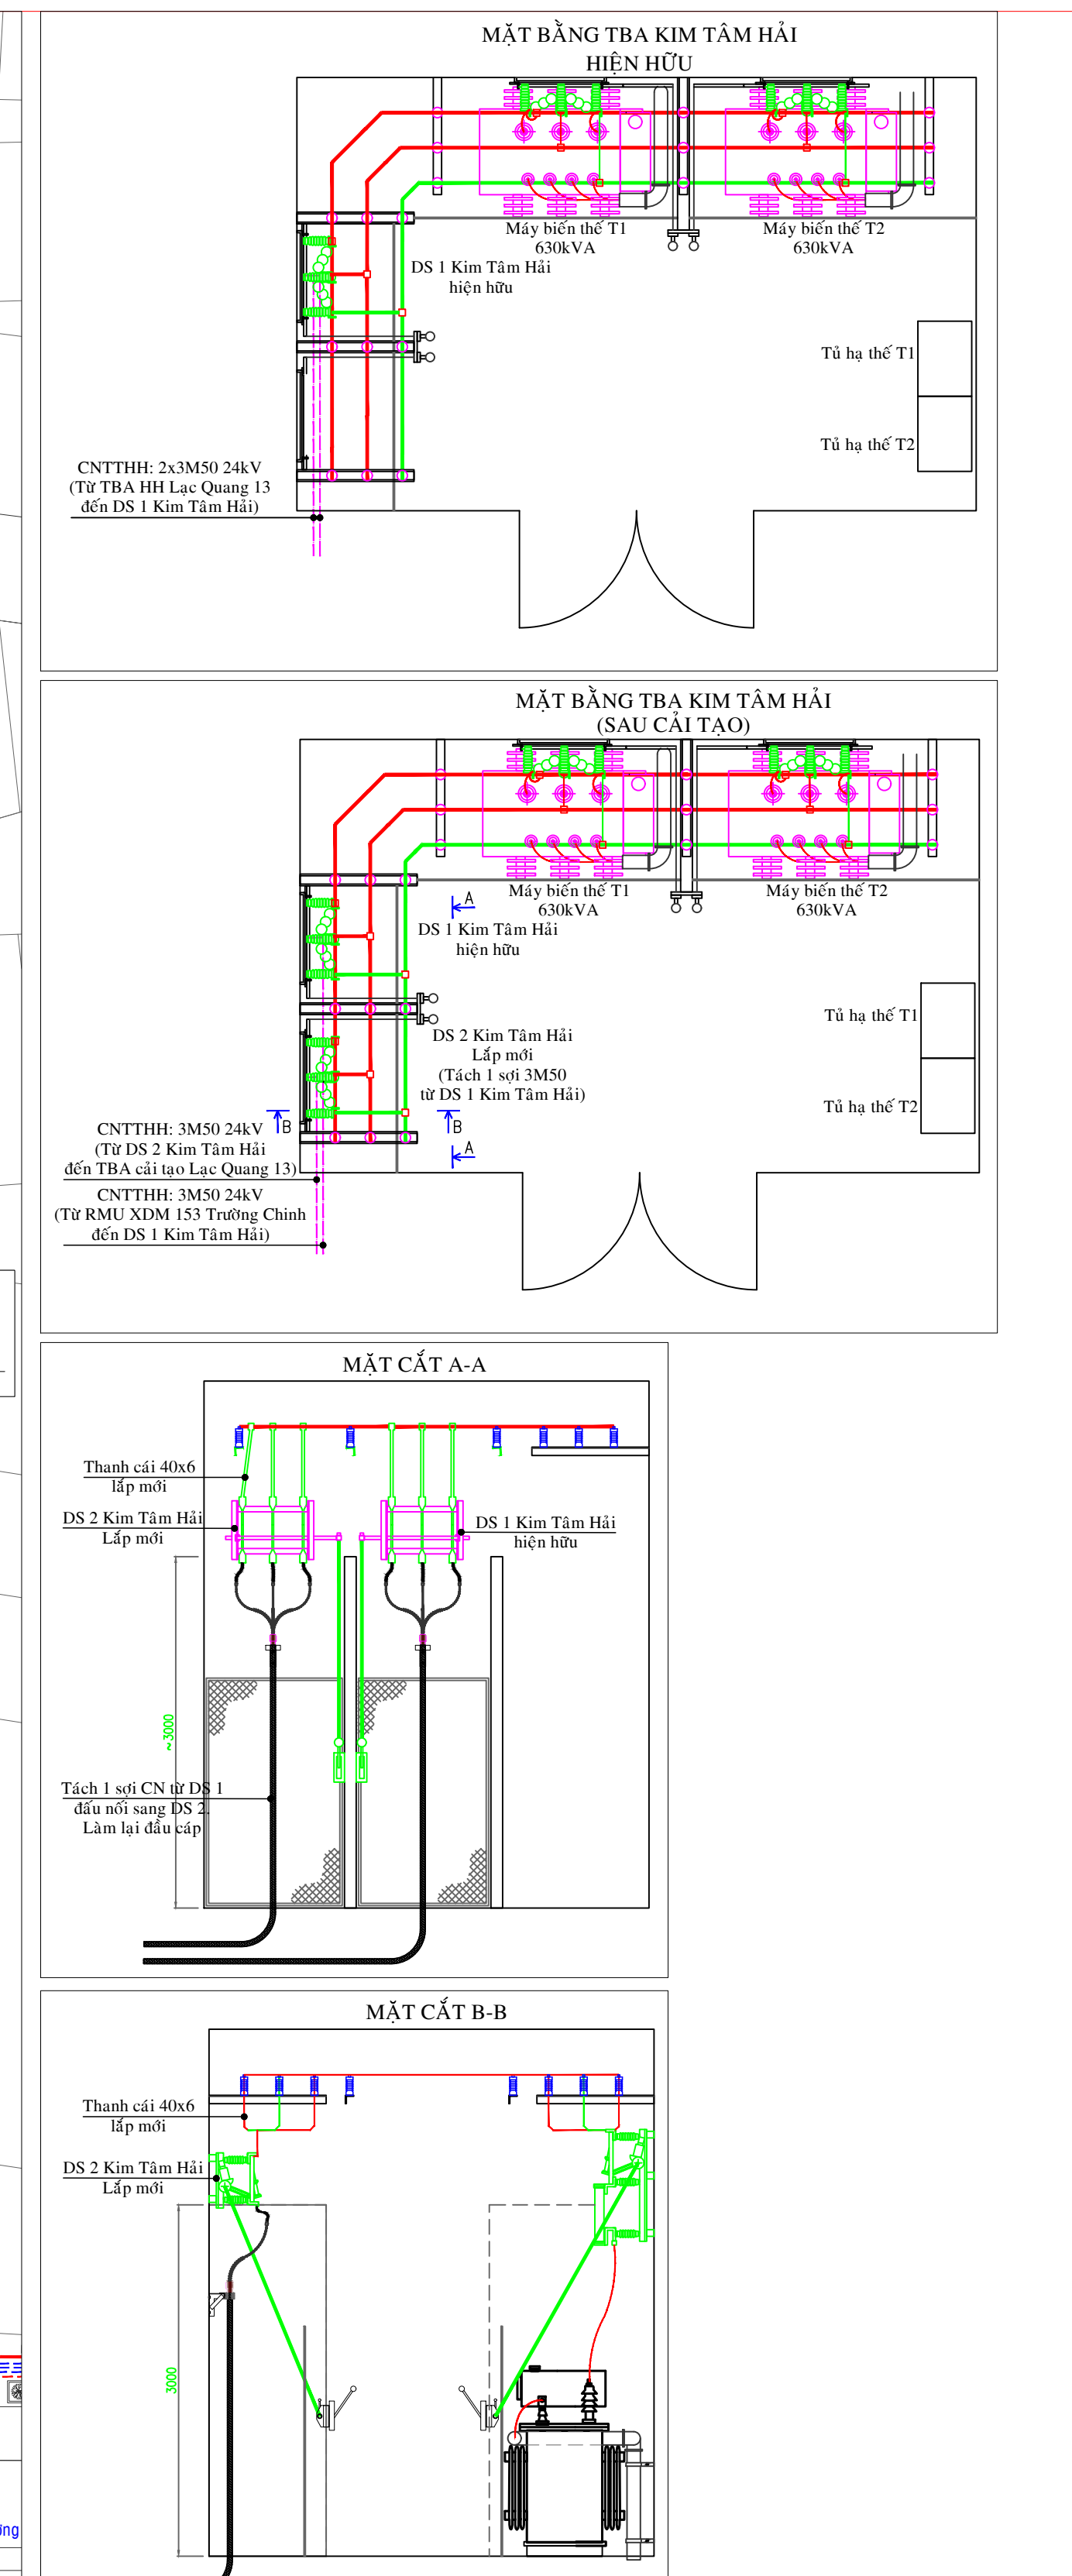 MẶT BẰNG TBA KIM TÂM HẢI
HIỆN HỮU
Máy biến thế T1
630kVA
Máy biến thế T2
630kVA
DS 1 Kim Tâm Hải
hiện hữu
Tủ hạ thế T1
Tủ hạ thế T2
CNTTHH: 2x3M50 24kV
(Từ TBA HH Lạc Quang 13
đến DS 1 Kim Tâm Hải)
MẶT BẰNG TBA KIM TÂM HẢI
(SAU CẢI TẠO)
Máy biến thế T1
630kVA
Máy biến thế T2
630kVA
A
DS 1 Kim Tâm Hải
hiện hữu
Tủ hạ thế T1
DS 2 Kim Tâm Hải
Lắp mới
(Tách 1 sợi 3M50
từ DS 1 Kim Tâm Hải)
Tủ hạ thế T2
B
B
A
CNTTHH: 3M50 24kV
(Từ DS 2 Kim Tâm Hải
đến TBA cải tạo Lạc Quang 13)
CNTTHH: 3M50 24kV
(Từ RMU XDM 153 Trường Chinh
đến DS 1 Kim Tâm Hải)
MẶT CẮT A-A
Thanh cái 40x6
lắp mới
DS 2 Kim Tâm Hải
Lắp mới
DS 1 Kim Tâm Hải
hiện hữu
~3000
Tách 1 sợi CN từ DS 1
đấu nối sang DS 2.
Làm lại đầu cáp
MẶT CẮT B-B
Thanh cái 40x6
lắp mới
DS 2 Kim Tâm Hải
Lắp mới
3000